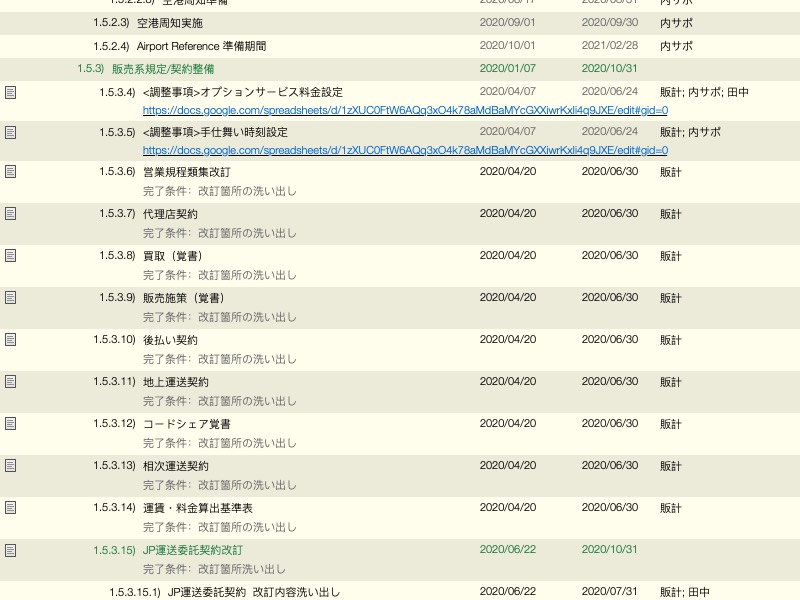 1.5.2.3) 空港周知実施 2020/09/01 2020/09/30 内サポ
1.5.2.4) Airport Reference 準備期間 2020/10/01 2021/02/28 内サポ
1.5.3) 販売系規定/契約整備 2020/01/07 2020/10/31
1.5.3.4) <調整事項>オプションサービス料金設定 2020/04/07 2020/06/24 販計; 内サポ; 田中
https://docs.google.com/spreadsheets/d/1zXUC0FtW6AQq3xO4k78aMdBaMYcGXXiwrKxli4q9JXE/edit#gid=0
1.5.3.5) <調整事項>手仕舞い時刻設定 2020/04/07 2020/06/24 販計; 内サポ
https://docs.google.com/spreadsheets/d/1zXUC0FtW6AQq3xO4k78aMdBaMYcGXXiwrKxli4q9JXE/edit#gid=0
1.5.3.6) 営業規程類集改訂 2020/04/20 2020/06/30 販計
完了条件: 改訂箇所の洗い出し
1.5.3.7) 代理店契約 2020/04/20 2020/06/30 販計
完了条件: 改訂箇所の洗い出し
1.5.3.8) 買取（覚書） 2020/04/20 2020/06/30 販計
完了条件: 改訂箇所の洗い出し
1.5.3.9) 販売施策（覚書） 2020/04/20 2020/06/30 販計
完了条件: 改訂箇所の洗い出し
1.5.3.10) 後払い契約 2020/04/20 2020/06/30 販計
完了条件: 改訂箇所の洗い出し
1.5.3.11) 地上運送契約 2020/04/20 2020/06/30 販計
完了条件: 改訂箇所の洗い出し
1.5.3.12) コードシェア覚書 2020/04/20 2020/06/30 販計
完了条件: 改訂箇所の洗い出し
1.5.3.13) 相次運送契約 2020/04/20 2020/06/30 販計
完了条件: 改訂箇所の洗い出し
1.5.3.14) 運賃・料金算出基準表 2020/04/20 2020/06/30 販計
完了条件: 改訂箇所の洗い出し
1.5.3.15) JP運送委託契約改訂 2020/06/22 2020/10/31
完了条件: 改訂箇所洗い出し
1.5.3.15.1) JP運送委託契約 改訂内容洗い出し 2020/06/22 2020/07/31 販計; 田中